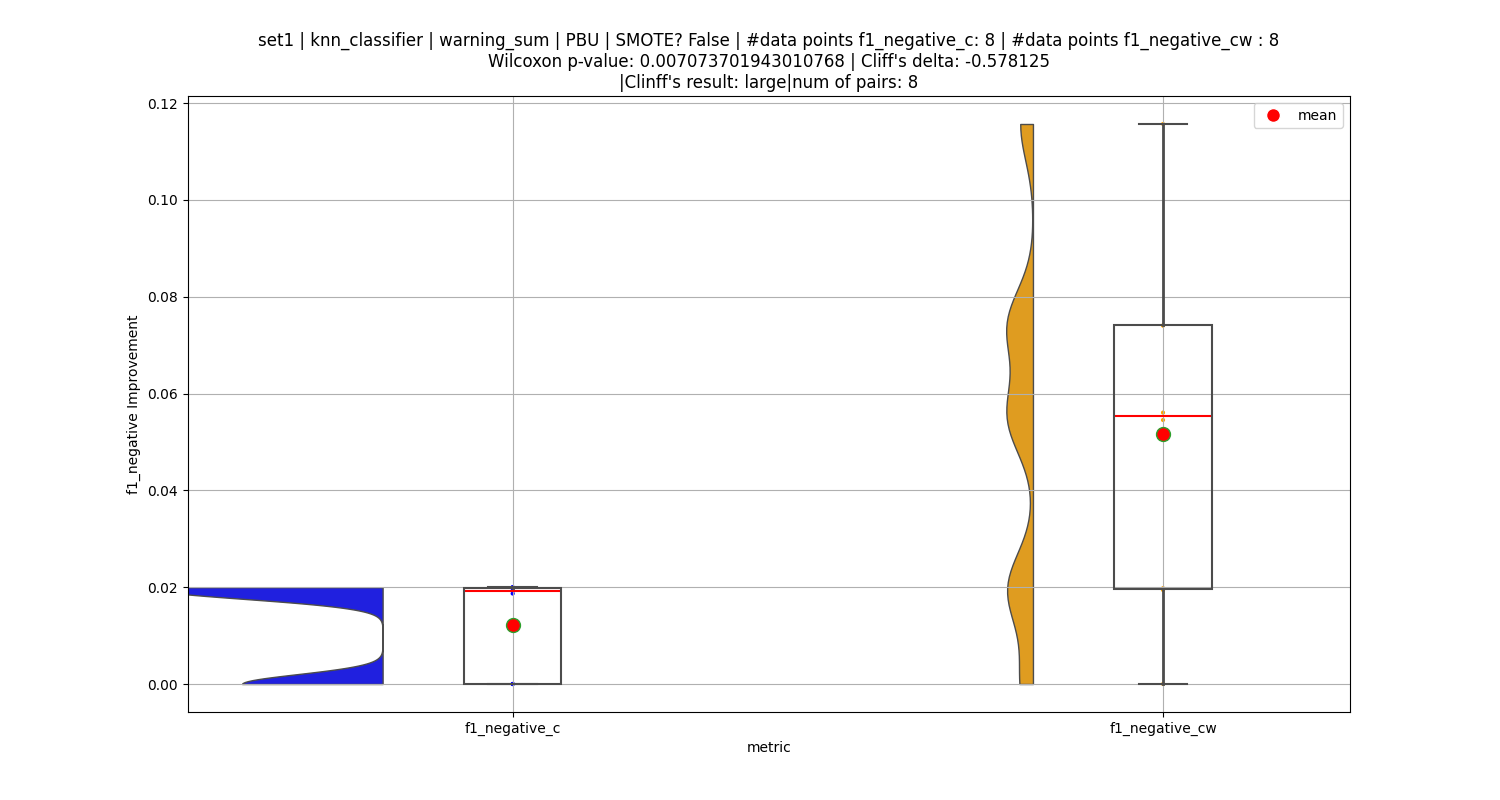 set1 | knn_classifier | warning_sum | PBU | SMOTE? False | #data points f1_negative_c: 8 | #data points f1_negative_cw : 8
Wilcoxon p-value: 0.007073701943010768 | Cliff's delta: -0.578125
|Clinff's result: large|num of pairs: 8
mean
0.12
0.10
0.08
0.06
0.04
0.02
0.00
f1_negative Improvement
f1_negative_c
f1_negative_cw
metric